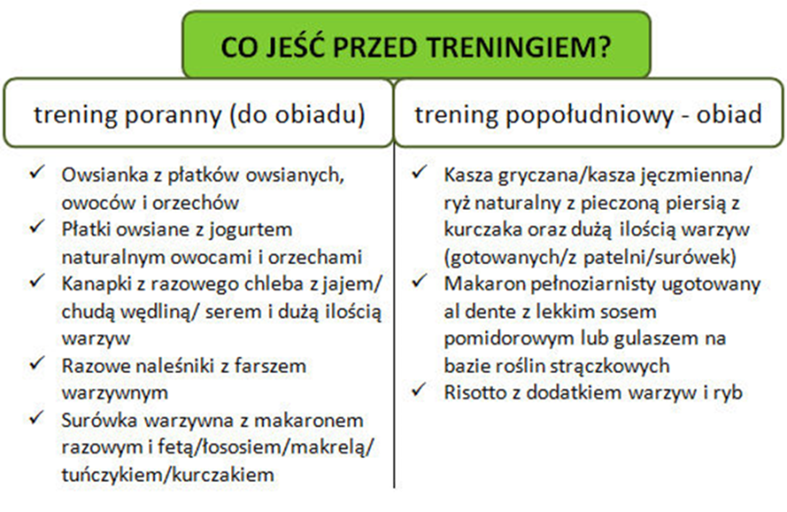 CO JEŚĆ PRZED TRENINGIEM?
trening poranny (do obiadu)
✓ Owsianka z płatków owsianych,
owoców i orzechów
✓ Płatki owsiane z jogurtem
naturalnym owocami i orzechami
✓ Kanapki z razowego chleba z jajem/
chudą wędliną/ serem i dużą ilością
warzyw
✓ Razowe naleśniki z farszem
warzywnym
✓ Surówka warzywna z makaronem
razowym i fetą/łososiem/makrelą/
tuńczykiem/kurczakiem
trening popołudniowy - obiad
✓ Kasza gryczana/kasza jęczmienna/
ryż naturalny z pieczoną piersią z
kurczaka oraz dużą ilością warzyw
(gotowanych/z patelni/surówek)
✓ Makaron pełnoziarnisty ugotowany
al dente z lekkim sosem
pomidorowym lub gulaszem na
bazie roślin strączkowych
✓ Risotto z dodatkiem warzyw i ryb